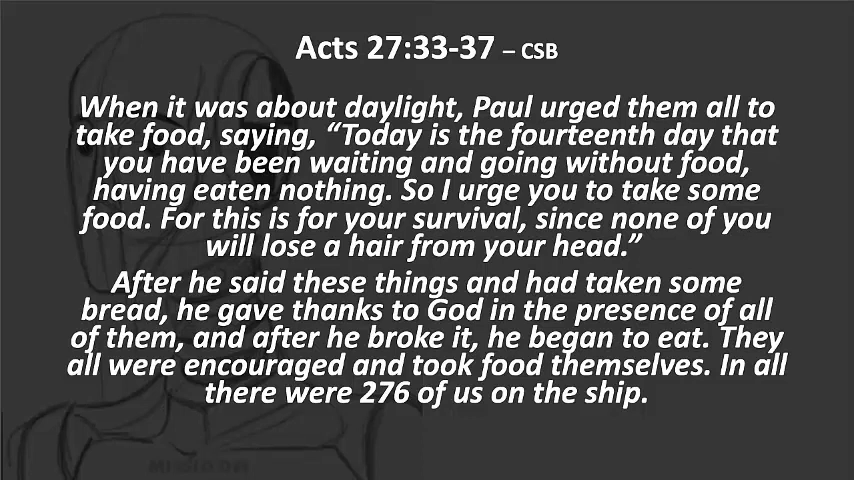 Acts 27:33-37 – CSB
When it was about daylight, Paul urged them all to
take food, saying, “Today is the fourteenth day that
you have been waiting and going without food,
having eaten nothing. So I urge you to take some
food. For this is for your survival, since none of you
will lose a hair from your head.”
After he said these things and had taken some
bread, he gave thanks to God in the presence of all
of them, and after he broke it, he began to eat. They
all were encouraged and took food themselves. In all
there were 276 of us on the ship.